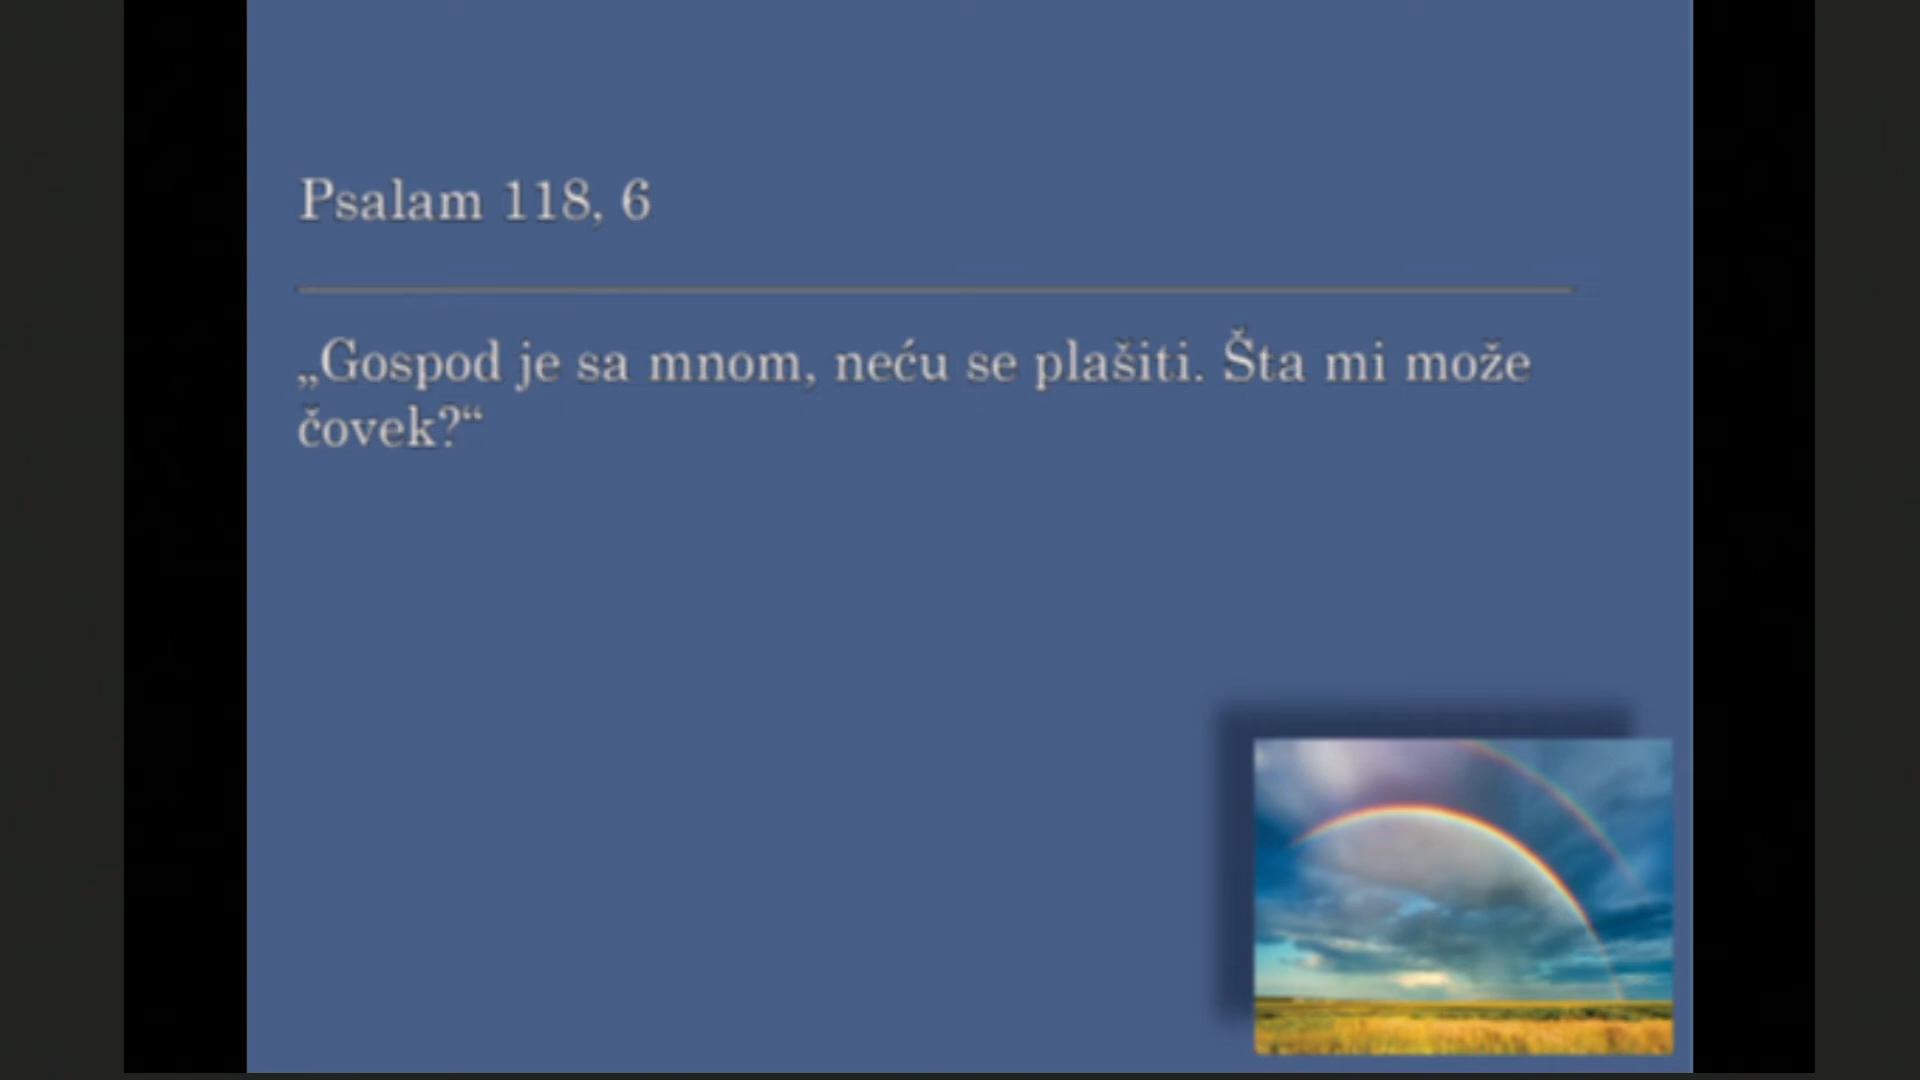 Psalam 118, 6
„Gospod je sa mnom, neću se plašiti. Šta mi može
čovek?“